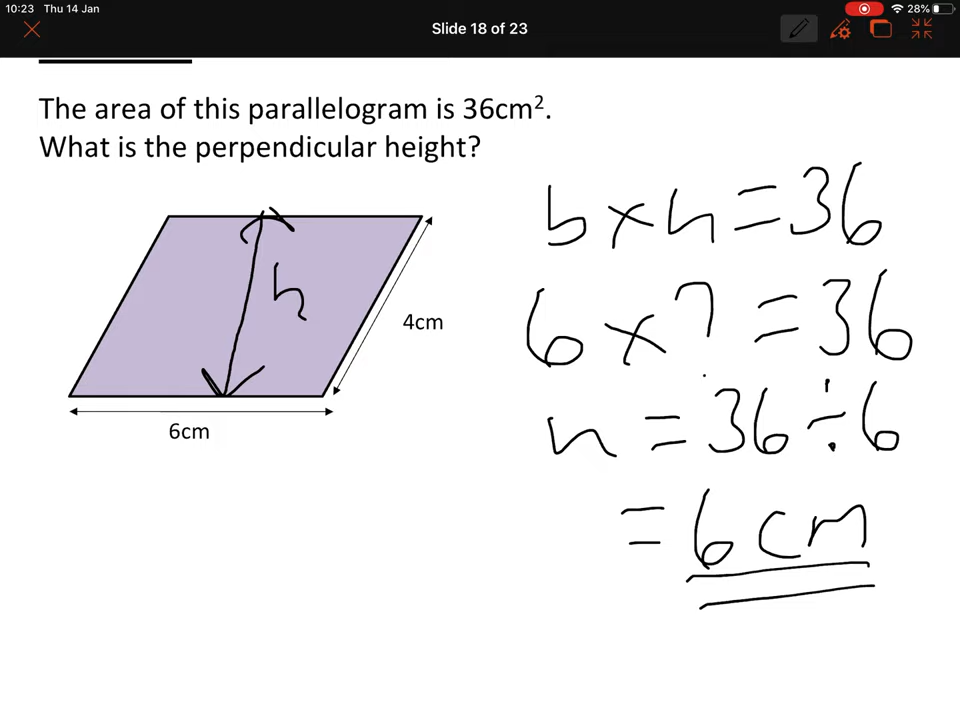 10:23 Thu 14 Jan
28%
Slide 18 of 23
The area of this parallelogram is 36cm².
What is the perpendicular height?
b × h = 36
h
6 × ? = 36
4cm
h = 36 ÷ 6
6cm
= 6cm